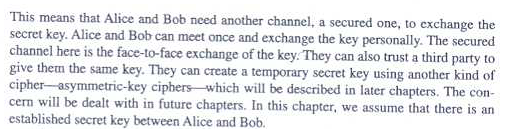 This means that Alice and Bob need another channel, a secured one, to exchange the
secret key. Alice and Bob can meet once and exchange the key personally. The secured
channel here is the face-to-face exchange of the key. They can also trust a third party to
give them the same key. They can create a temporary secret key using another kind of
cipher—asymmetric-key ciphers—which will be described in later chapters. The con-
cern will be dealt with in future chapters. In this chapter, we assume that there is an
established secret key between Alice and Bob.